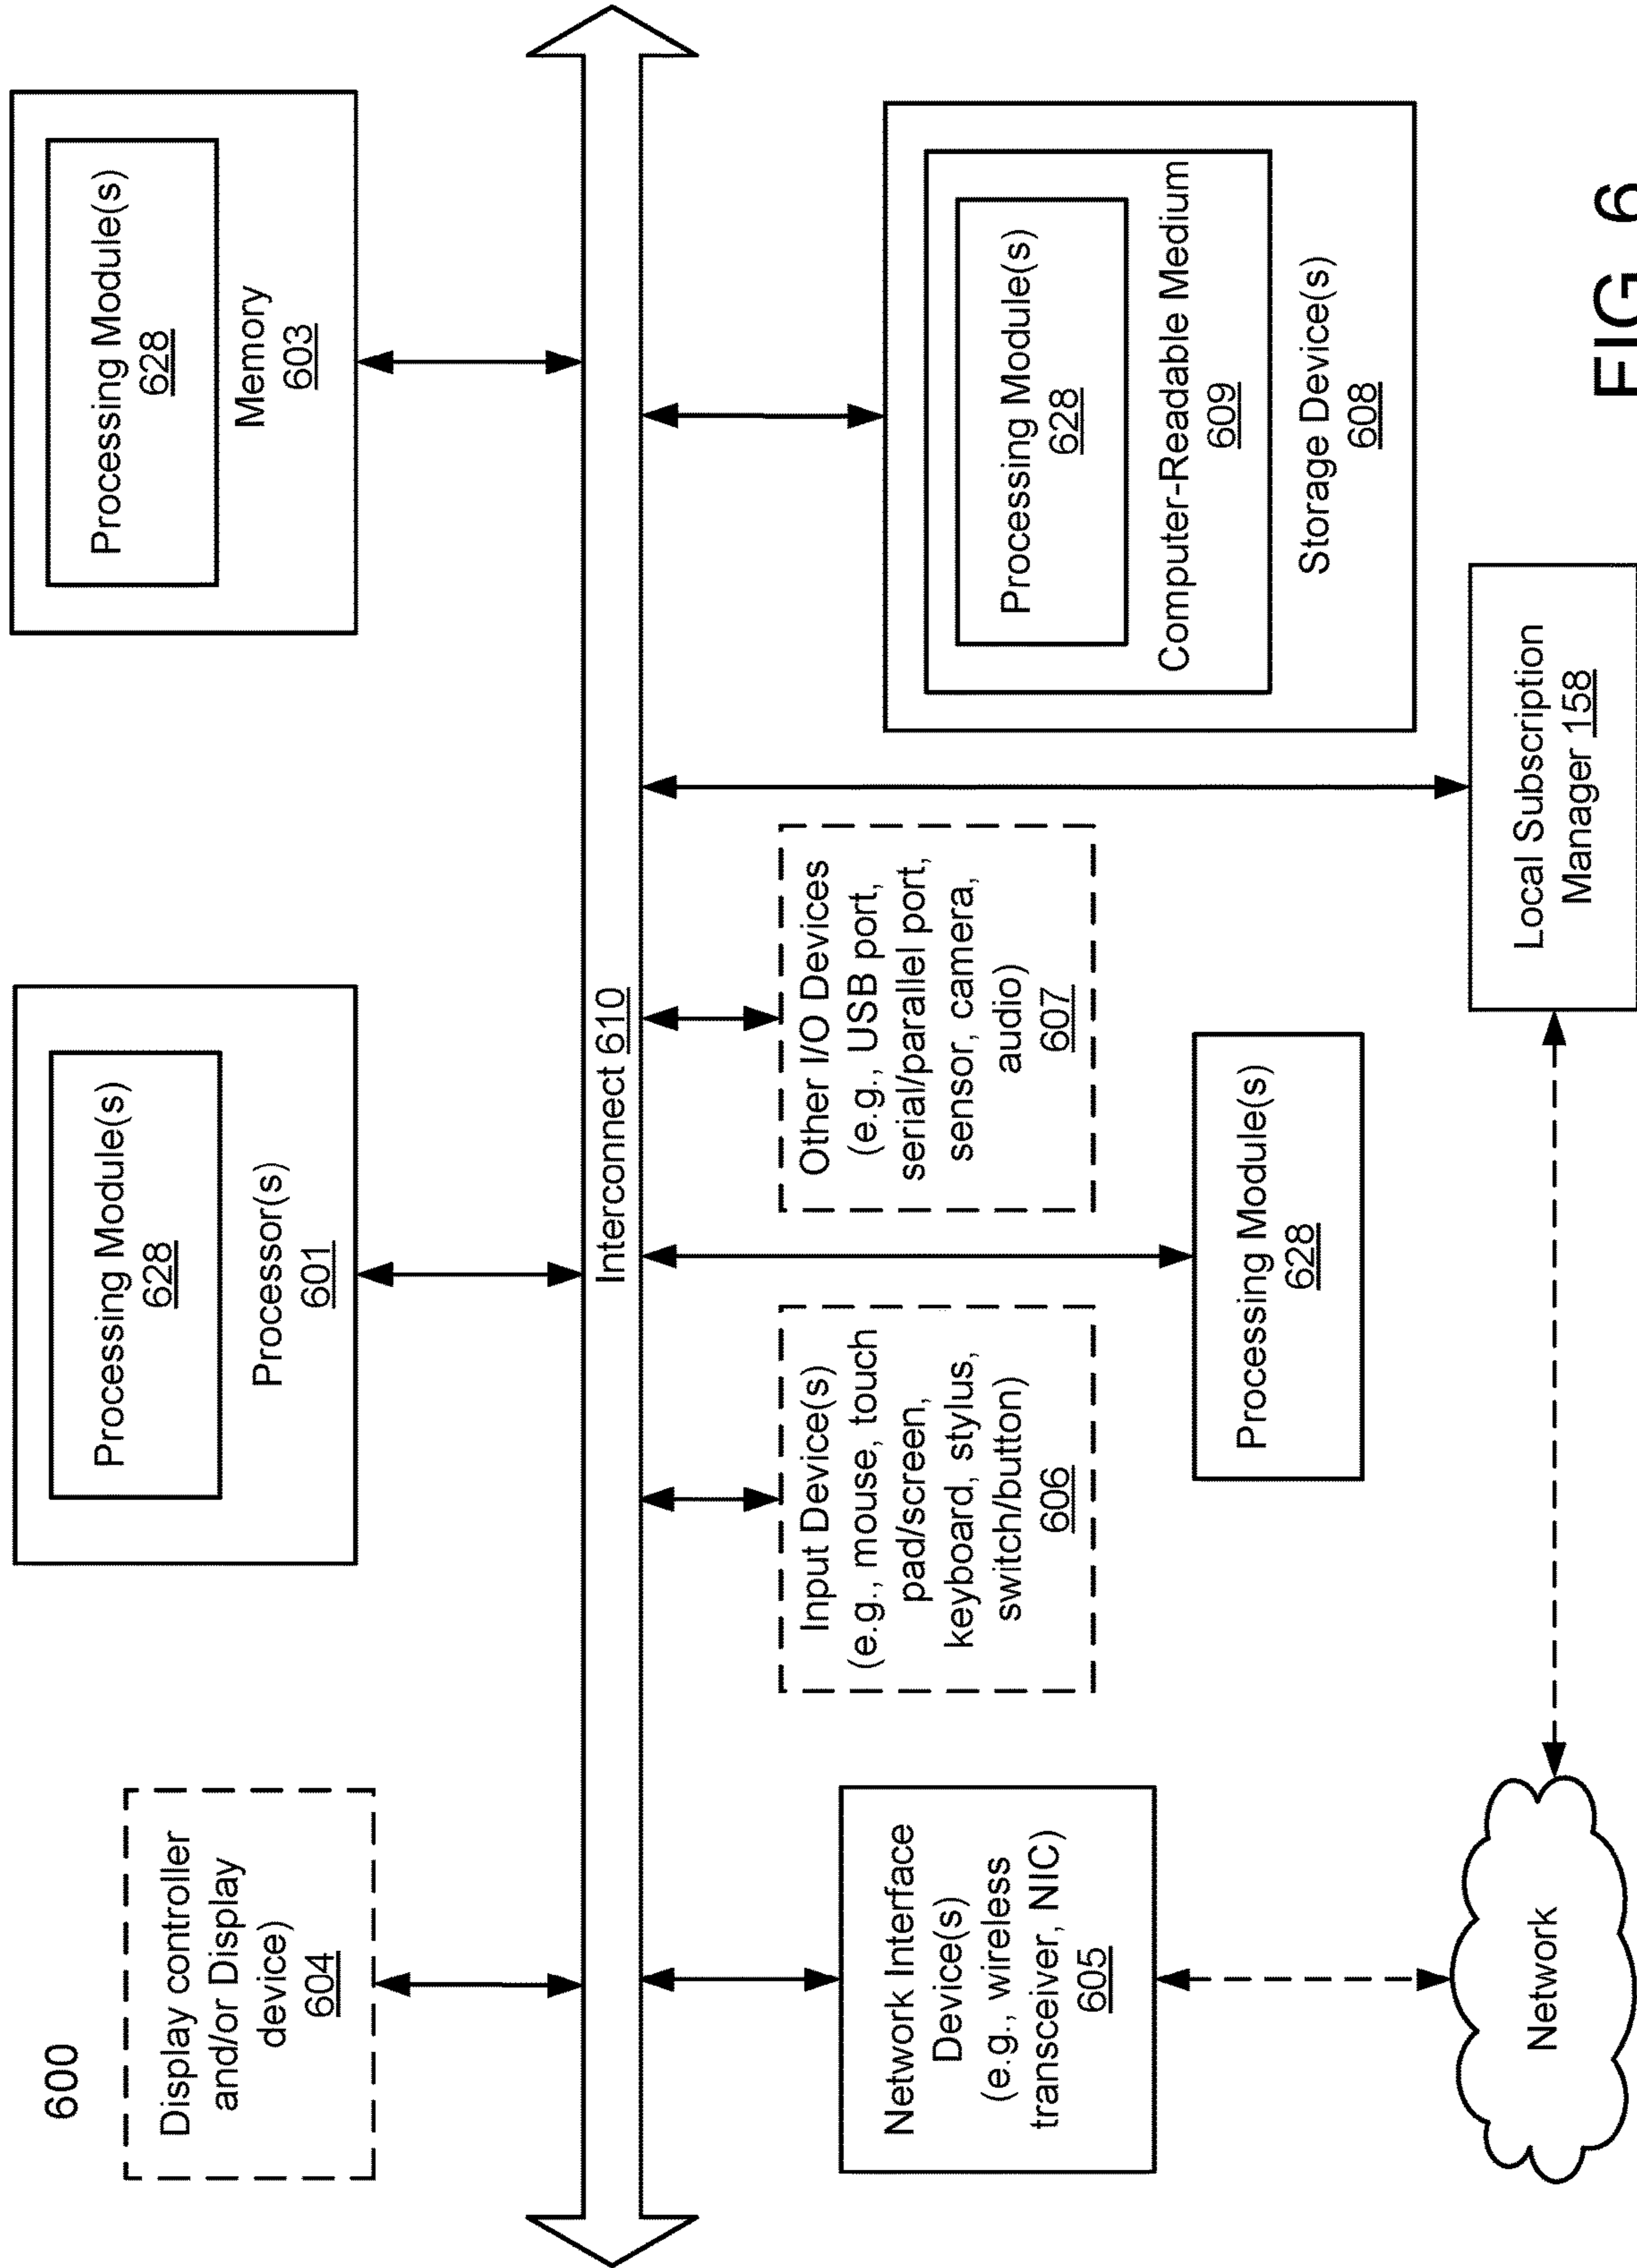 600
Display controller
and/or Display
device)
604
Processing Module(s)
628
Processor(s)
601
Processing Module(s)
628
Memory
603
Interconnect 610
Network Interface
Device(s)
(e.g., wireless
transceiver, NIC)
605
Input Device(s)
(e.g., mouse, touch
pad/screen,
keyboard, stylus,
switch/button)
606
Other I/O Devices
(e.g., USB port,
serial/parallel port,
sensor, camera,
audio)
607
Processing Module(s)
628
Computer-Readable Medium
609
Storage Device(s)
608
Processing Module(s)
628
Network
Local Subscription
Manager 158
FIG. 6